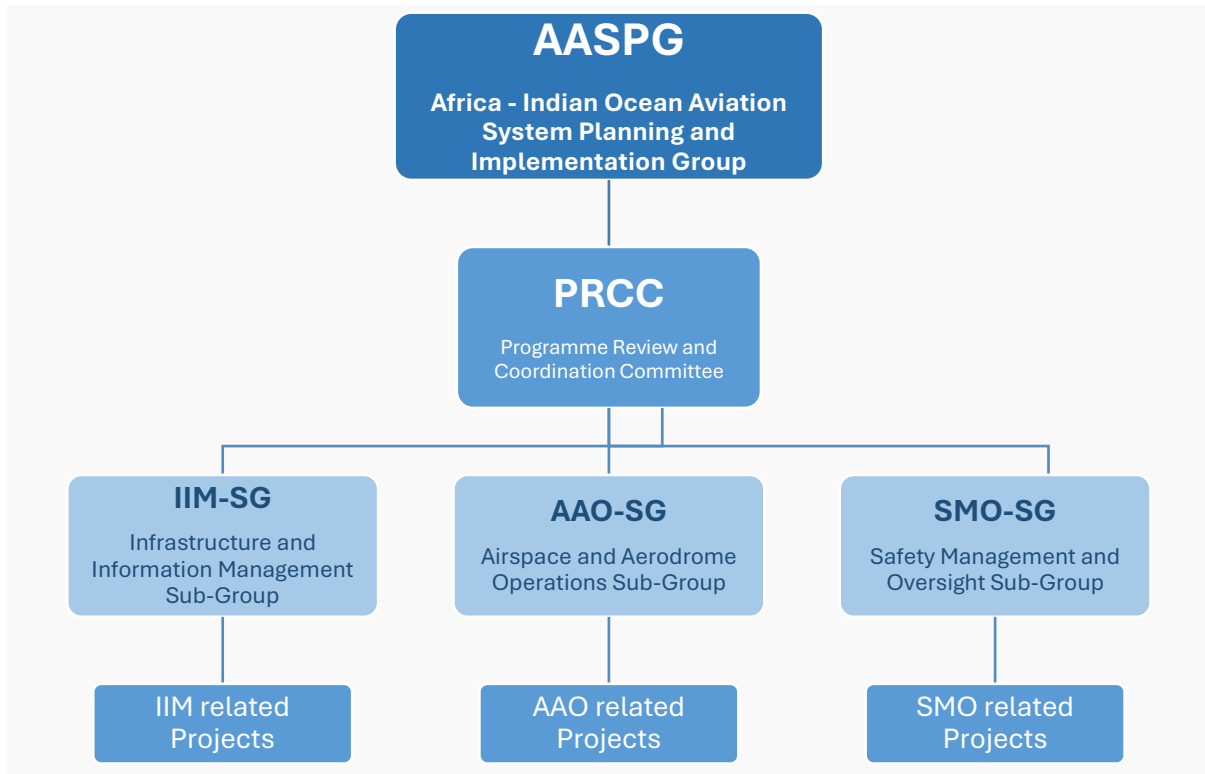 AASPG
Africa - Indian Ocean Aviation
System Planning and
Implementation Group
PRCC
Programme Review and
Coordination Committee
IIM-SG
Infrastructure and
Information Management
Sub-Group
AAO-SG
Airspace and Aerodrome
Operations Sub-Group
SMO-SG
Safety Management and
Oversight Sub-Group
IIM related
Projects
AAO related
Projects
SMO related
Projects